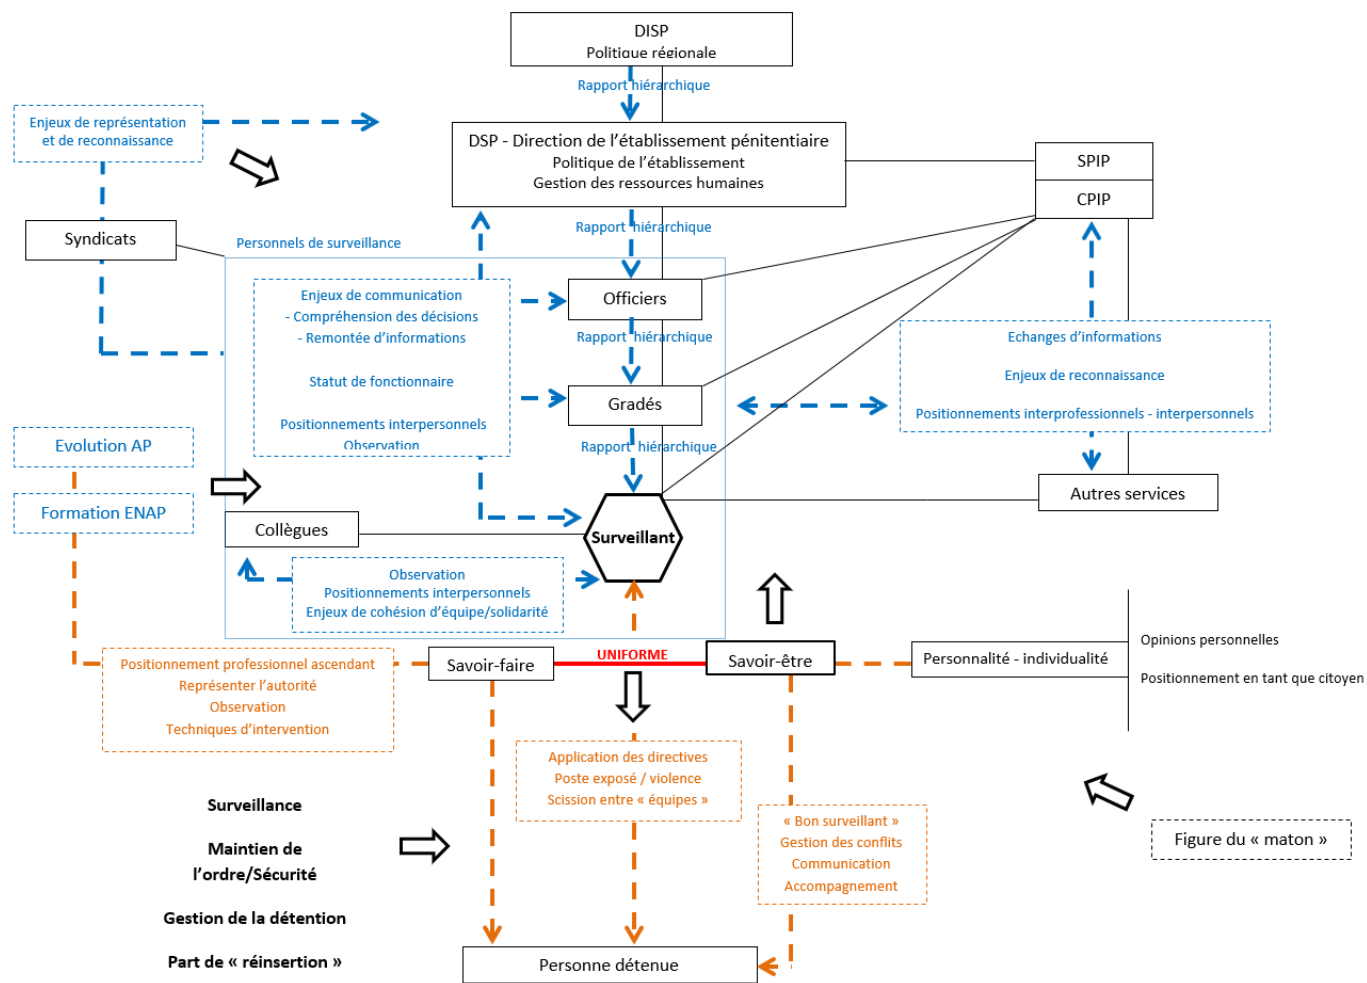 DISP
Politique régionale
Rapport hiérarchique
Enjeux de représentation
et de reconnaissance
DSP - Direction de l'établissement pénitentiaire
Politique de l'établissement
Gestion des ressources humaines
SPIP
CPIP
Syndicats
Personnels de surveillance
Rapport hiérarchique
Enjeux de communication
- Compréhension des décisions
- Remontée d'informations
Statut de fonctionnaire
Positionnements interpersonnels
Observation
Officiers
Rapport hiérarchique
Gradés
Rapport hiérarchique
Echanges d'informations
Enjeux de reconnaissance
Positionnements interprofessionnels - interpersonnels
Evolution AP
Formation ENAP
Autres services
Collègues
Surveillant
Observation
Positionnements interpersonnels
Enjeux de cohésion d'équipe/solidarité
Positionnement professionnel ascendant
Représenter l'autorité
Observation
Techniques d'intervention
Savoir-faire
UNIFORME
Savoir-être
Personnalité - individualité
Opinions personnelles
Positionnement en tant que citoyen
Application des directives
Poste exposé / violence
Scission entre « équipes »
« Bon surveillant »
Gestion des conflits
Communication
Accompagnement
Figure du « maton »
Surveillance
Maintien de
l'ordre/Sécurité
Gestion de la détention
Part de « réinsertion »
Personne détenue